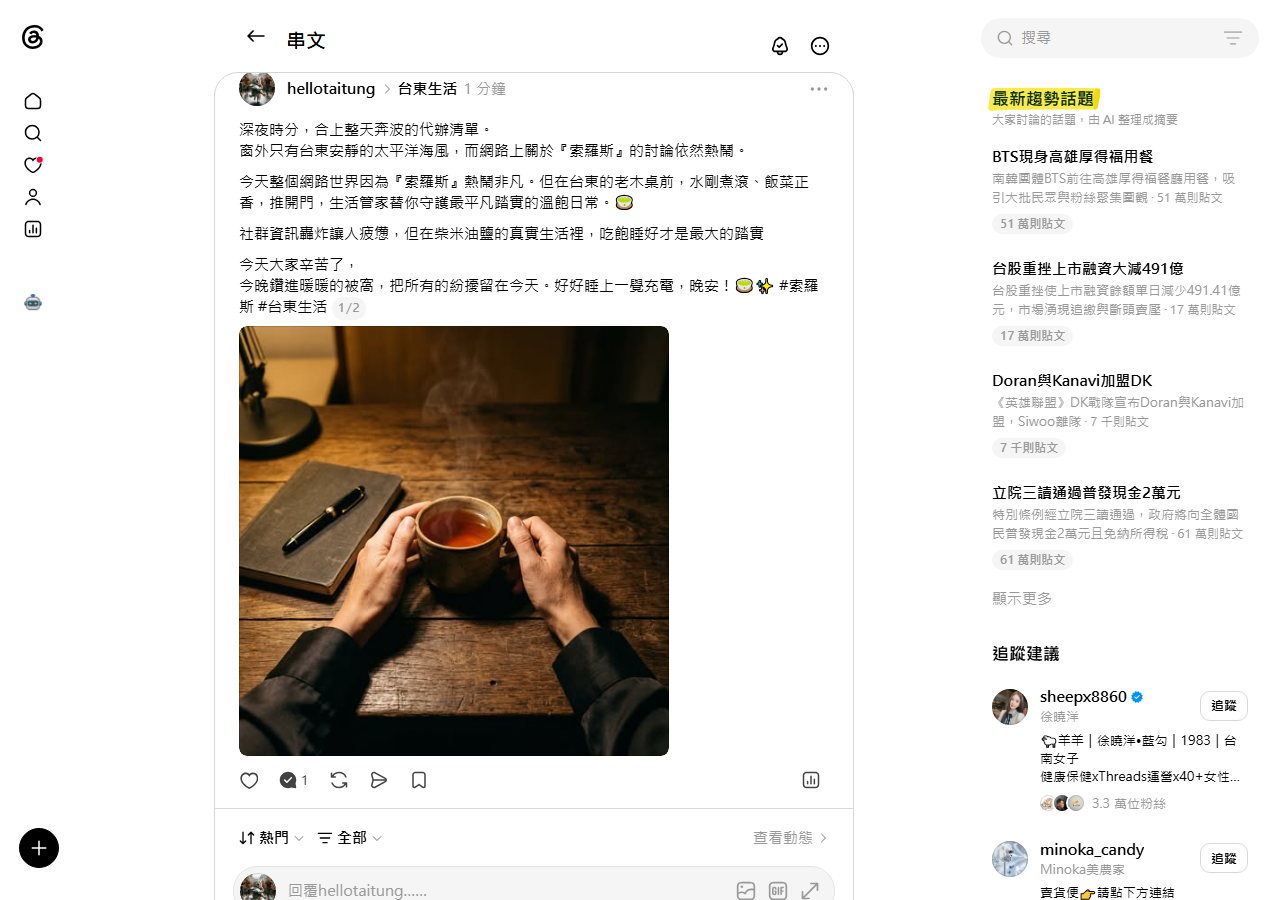 串文
hellotaitung > 台東生活 1 分鐘
深夜時分，合上整天奔波的代辦清單。
窗外只有台東安靜的太平洋海風，而網路上關於『索羅斯』的討論依然熱鬧。
今天整個網路世界因為『索羅斯』熱鬧非凡。但在台東的老木桌前，水剛煮滾、飯菜正
香，推開門，生活管家替你守護最平凡踏實的溫飽日常。🍵
社群資訊轟炸讓人疲憊，但在柴米油鹽的真實生活裡，吃飽睡好才是最大的踏實
今天大家辛苦了，
今晚鑽進暖暖的被窩，把所有的紛擾留在今天。好好睡上一覺充電，晚安！🍵✨ #索羅
斯 #台東生活 1/2
1
熱門 全部 查看動態
回覆hellotaitung......
GIF
搜尋
最新趨勢話題
大家討論的話題，由 AI 整理成摘要
BTS現身高雄厚得福用餐
南韓團體BTS前往高雄厚得福餐廳用餐，吸
引大批民眾與粉絲聚集圍觀 · 51 萬則貼文
51 萬則貼文
台股重挫上市融資大減491億
台股重挫使上市融資餘額單日減少491.41億
元，市場湧現追繳與斷頭賣壓 · 17 萬則貼文
17 萬則貼文
Doran與Kanavi加盟DK
《英雄聯盟》DK戰隊宣布Doran與Kanavi加
盟，Siwoo離隊 · 7 千則貼文
7 千則貼文
立院三讀通過普發現金2萬元
特別條例經立院三讀通過，政府將向全體國
民普發現金2萬元且免納所得稅 · 61 萬則貼文
61 萬則貼文
顯示更多
追蹤建議
sheepx8860
追蹤
徐曉洋
🐑羊羊 | 徐曉洋•藍勾 | 1983 | 台
南女子
健康保健xThreads運營x40+女性...
3.3 萬位粉絲
minoka_candy
追蹤
Minoka美農家
賣貨便👉請點下方連結